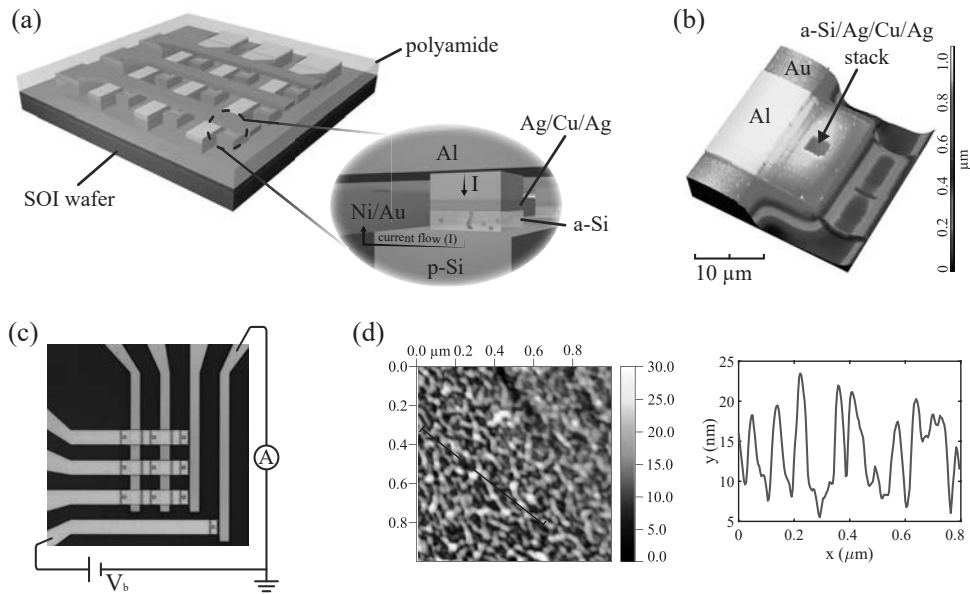 (a)
polyamide
SOI wafer
Al
Ag/Cu/Ag
I
Ni/Au
a-Si
current flow (I)
p-Si
(b)
a-Si/Ag/Cu/Ag
stack
Au
Al
10 μm
1.0
0.8
0.6
0.4
0.2
0
μm
(c)
A
Vb
(d)
0.0 μm 0.2 0.4 0.6 0.8
0.0
0.2
0.4
0.6
0.8
30.0
25.0
20.0
15.0
10.0
5.0
0.0
25
20
15
10
5
y (nm)
0 0.2 0.4 0.6 0.8
x (μm)